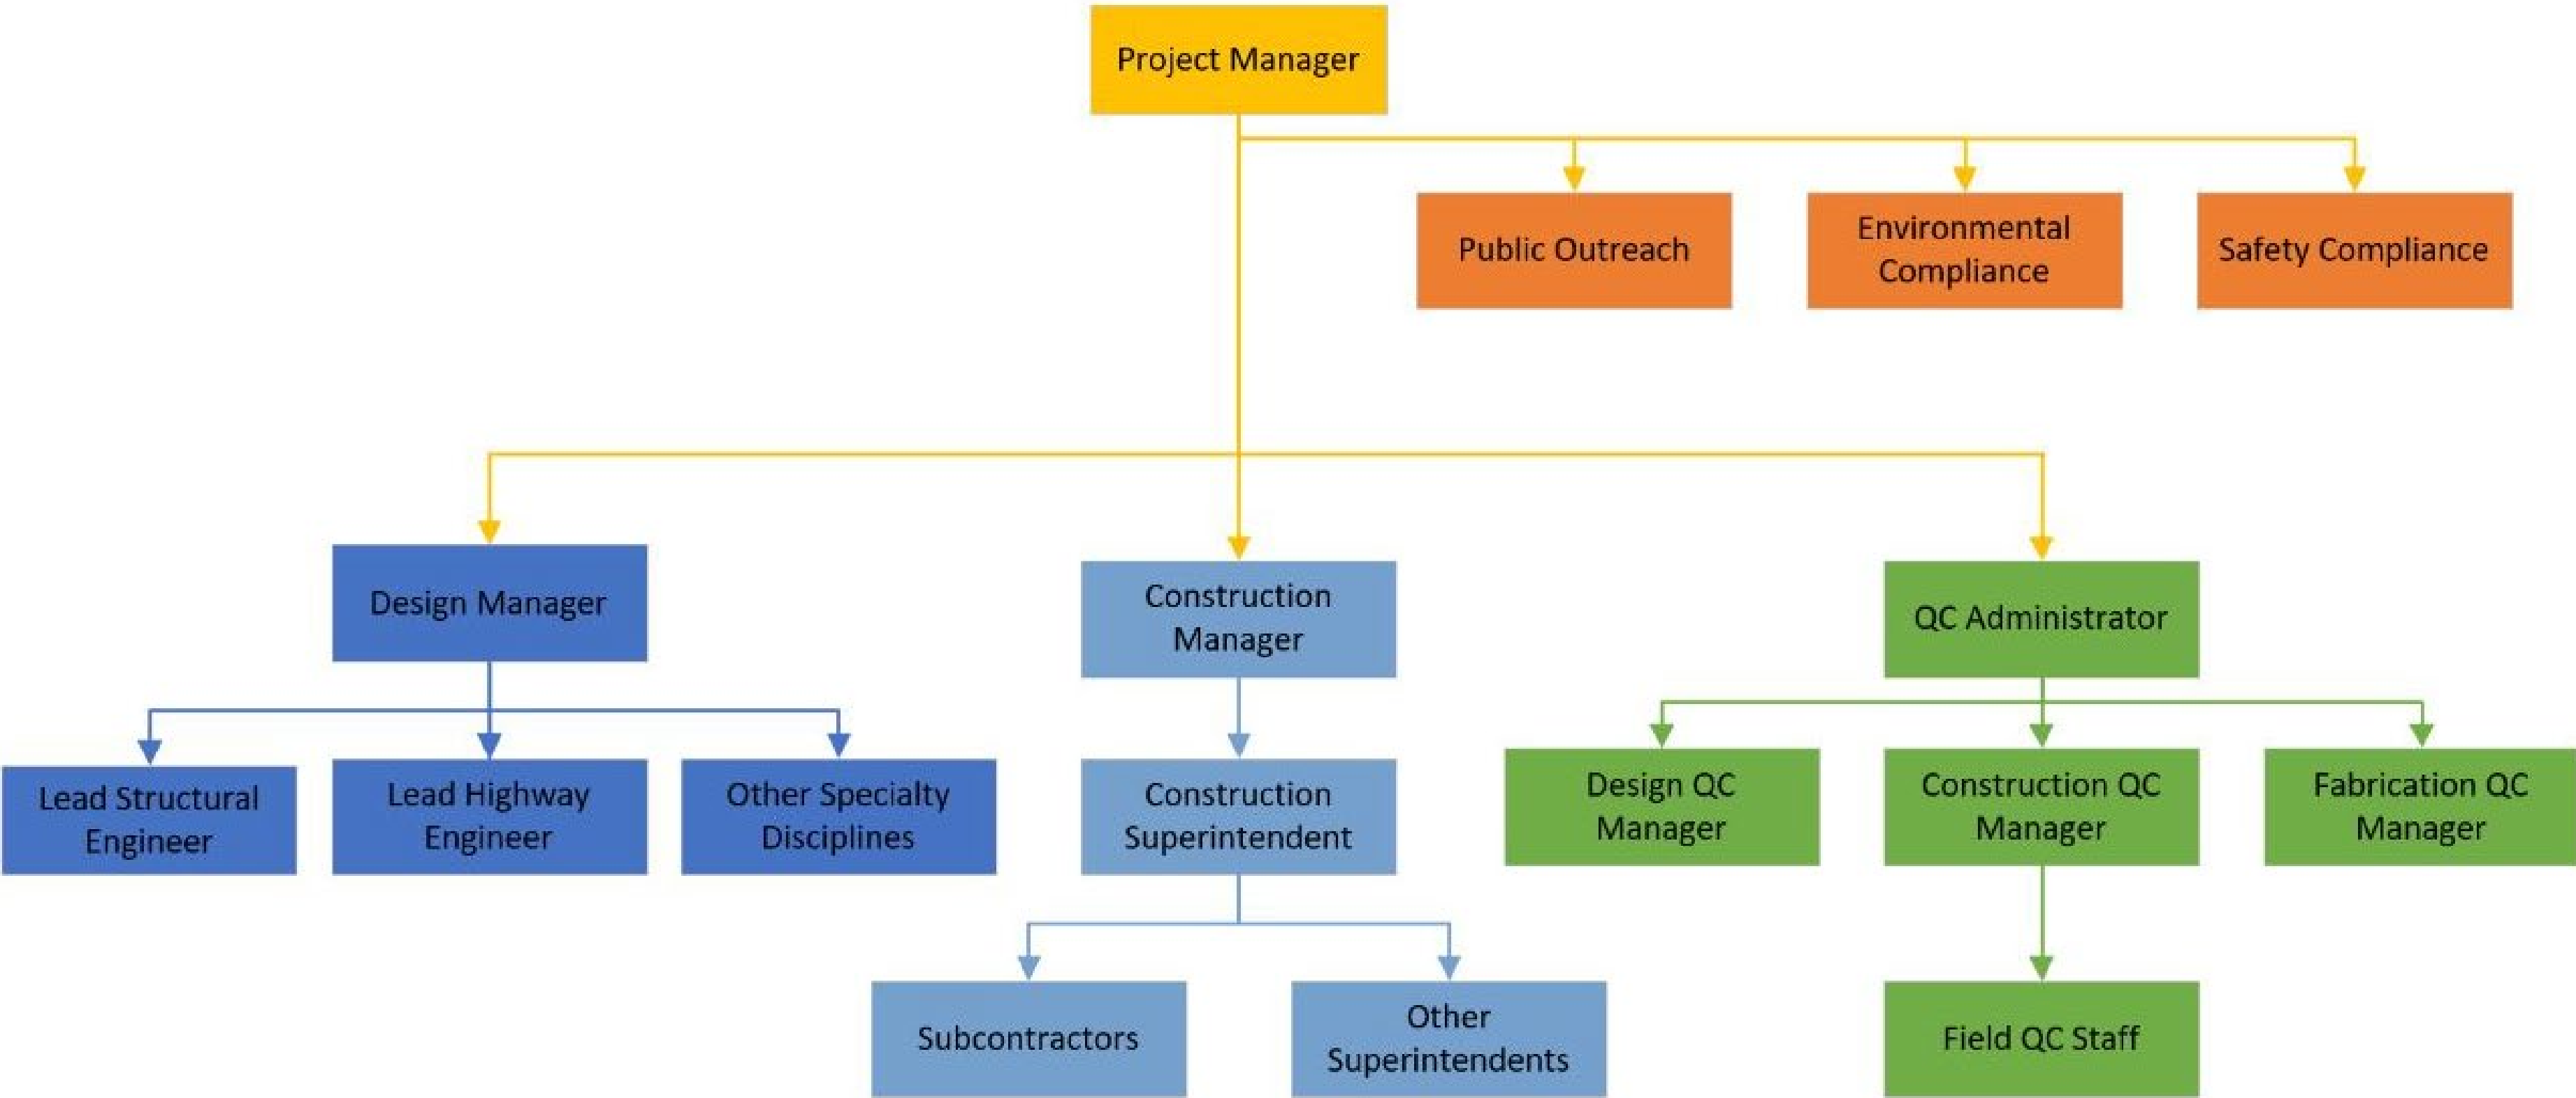 Project Manager
Public Outreach
Environmental
Compliance
Safety Compliance
Design Manager
Construction
Manager
QC Administrator
Lead Structural
Engineer
Lead Highway
Engineer
Other Specialty
Disciplines
Construction
Superintendent
Design QC
Manager
Construction QC
Manager
Fabrication QC
Manager
Subcontractors
Other
Superintendents
Field QC Staff